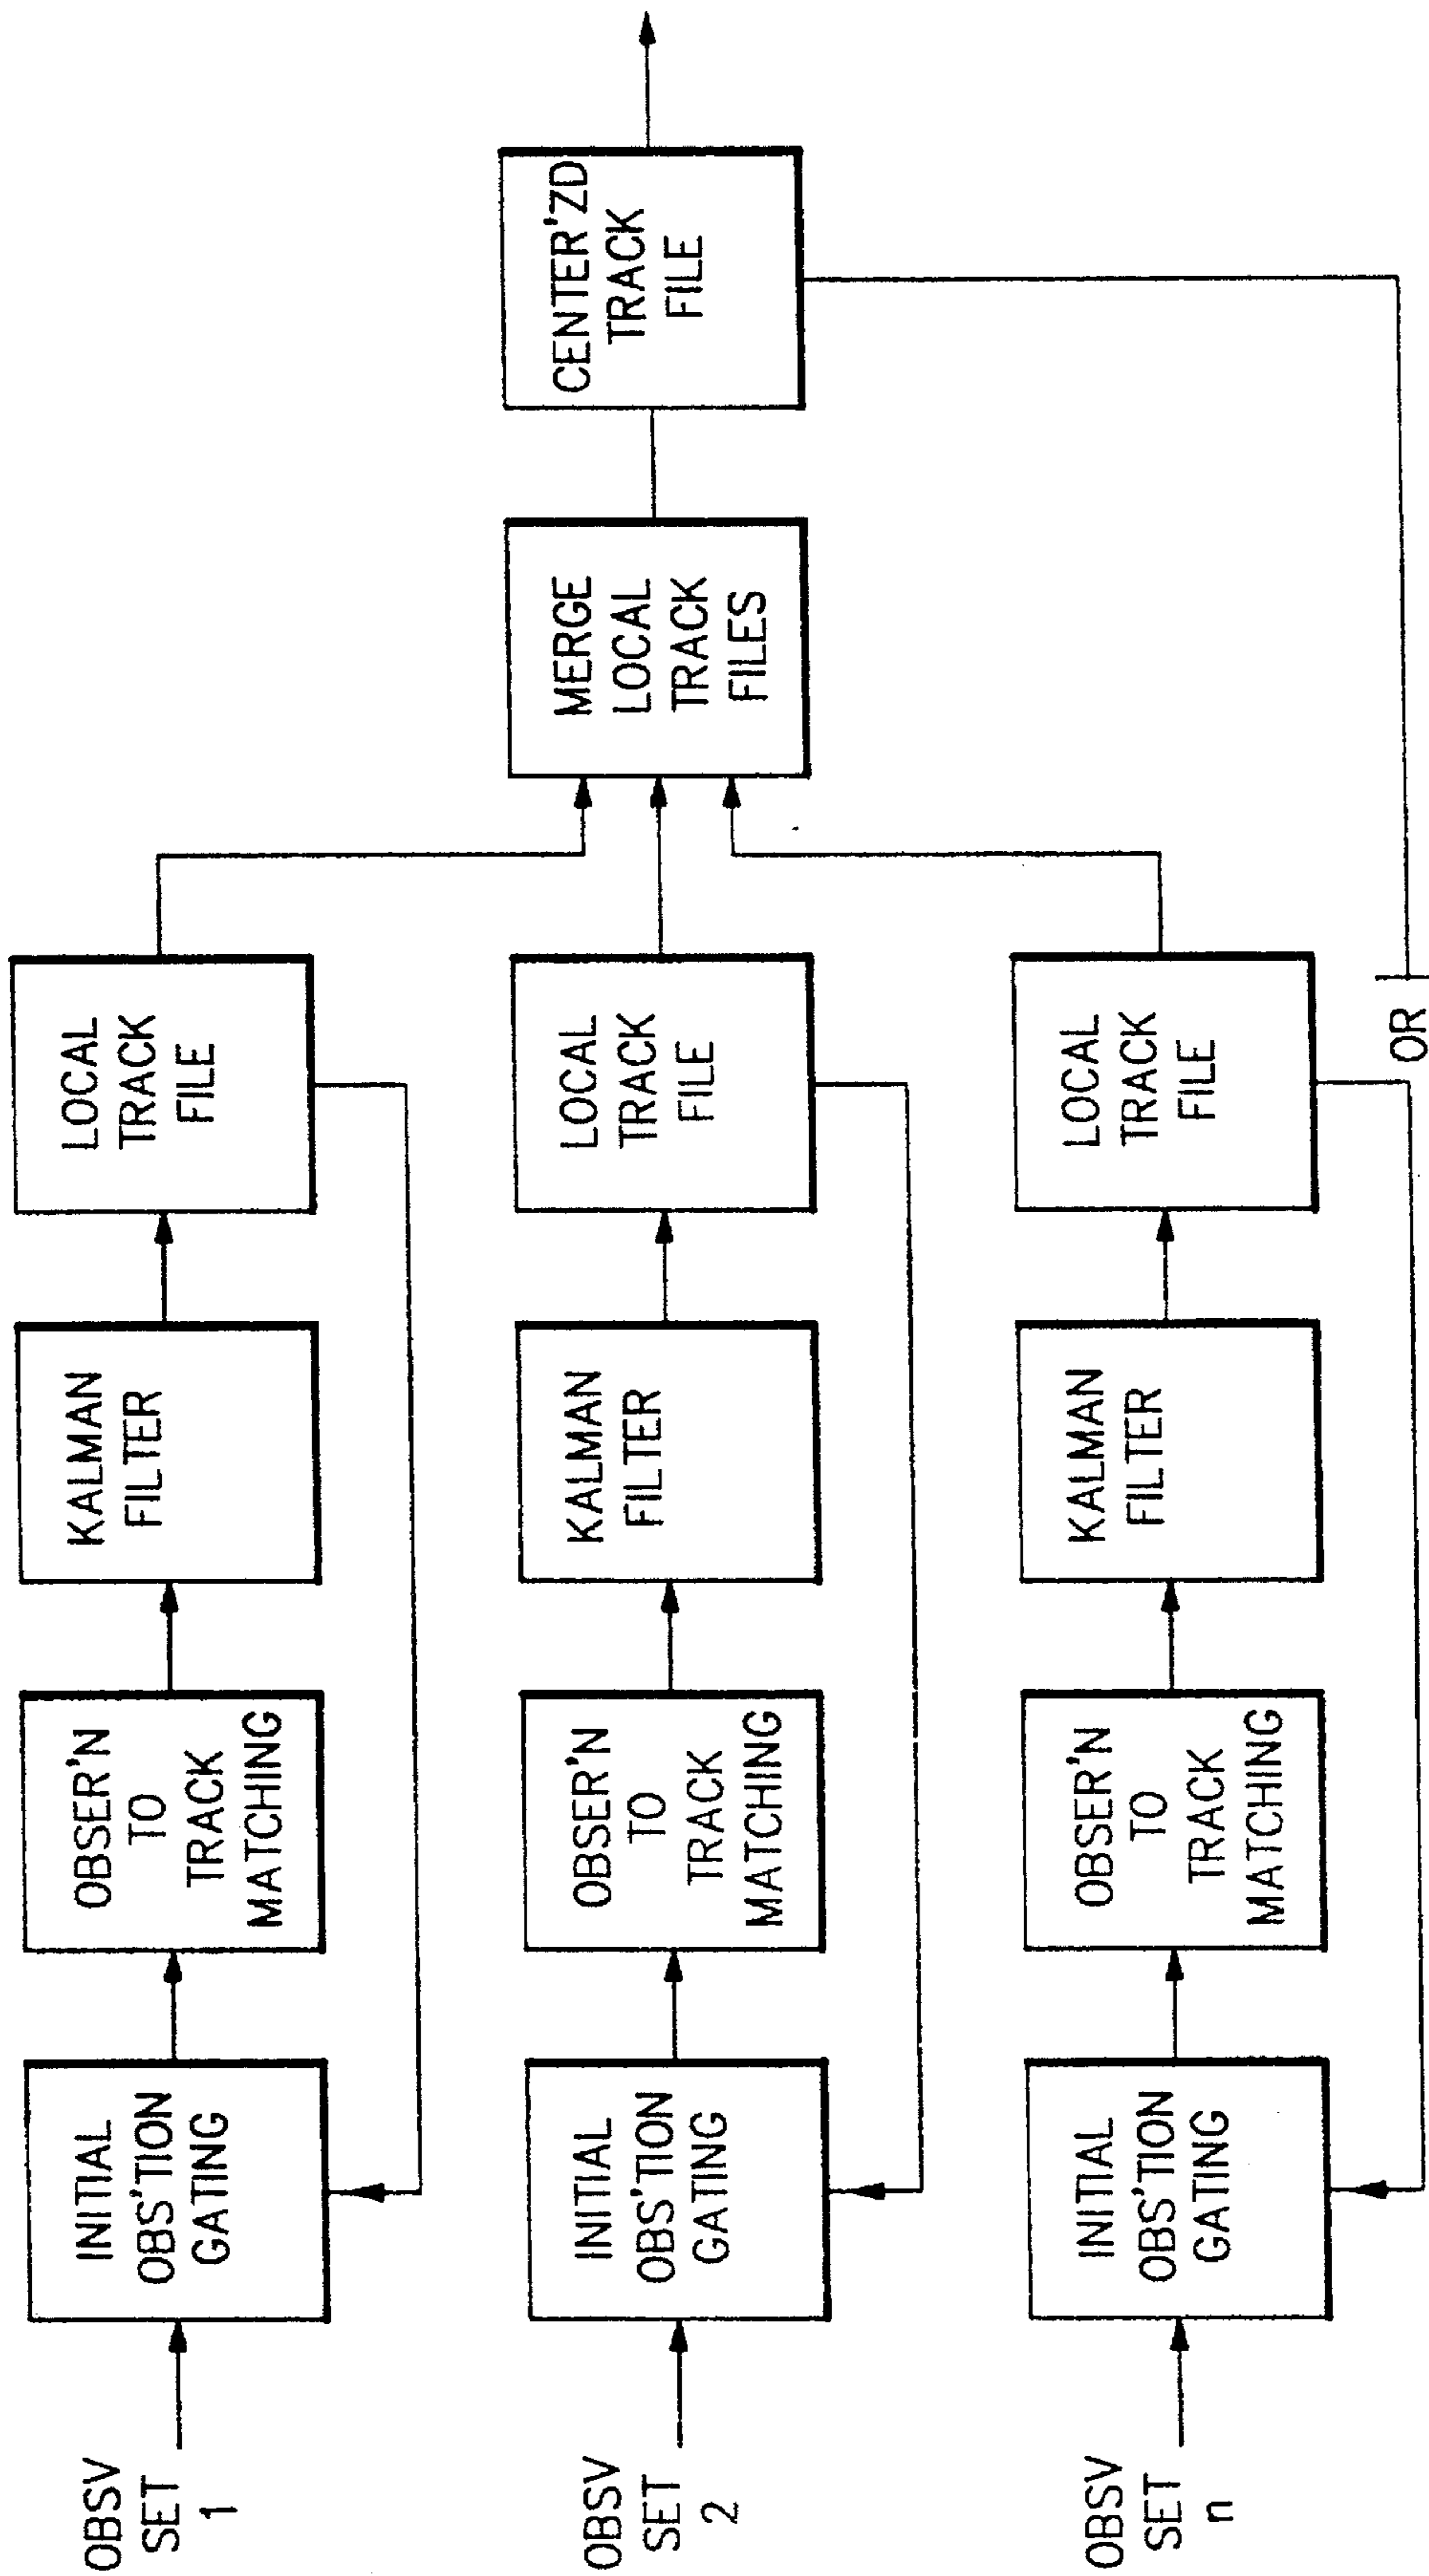 OBSV
SET
1
INITIAL
OBS'TION
GATING
OBSER'N
TO
TRACK
MATCHING
KALMAN
FILTER
LOCAL
TRACK
FILE
OBSV
SET
2
INITIAL
OBS'TION
GATING
OBSER'N
TO
TRACK
MATCHING
KALMAN
FILTER
LOCAL
TRACK
FILE
MERGE
LOCAL
TRACK
FILES
CENTER'ZD
TRACK
FILE
OBSV
SET
n
INITIAL
OBS'TION
GATING
OBSER'N
TO
TRACK
MATCHING
KALMAN
FILTER
LOCAL
TRACK
FILE
OR